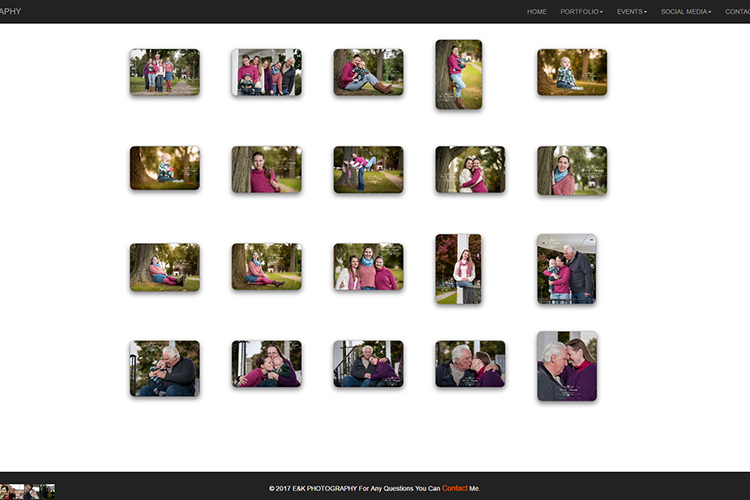 APHY
HOME PORTFOLIO EVENTS SOCIAL MEDIA CONTAC
© 2017 E&K PHOTOGRAPHY For Any Questions You Can Contact Me.